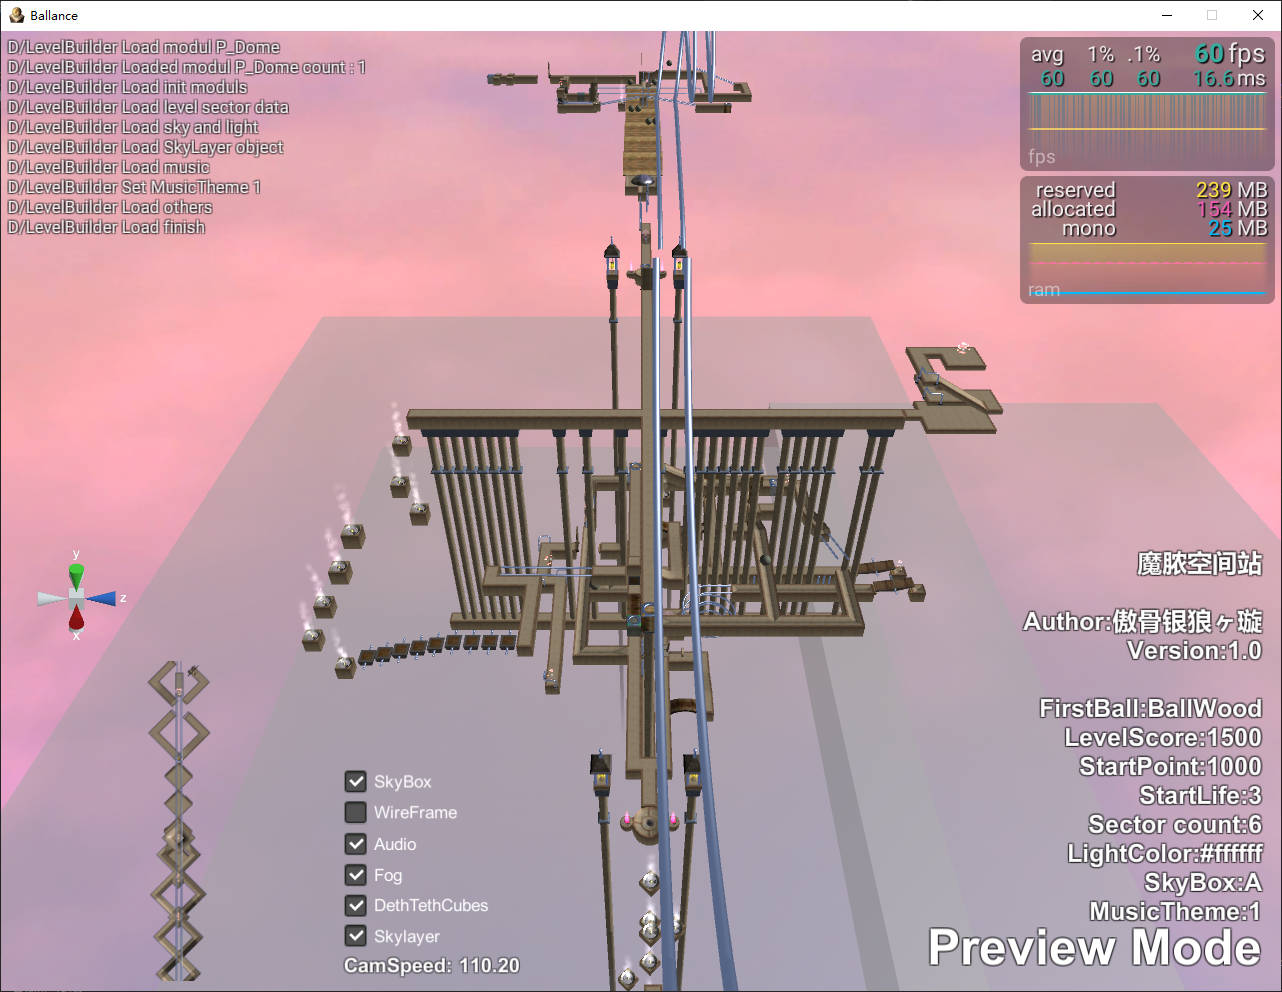 Ballance
D/LevelBuilder Load modul P_Dome
D/LevelBuilder Loaded modul P_Dome count : 1
D/LevelBuilder Load init moduls
D/LevelBuilder Load level sector data
D/LevelBuilder Load sky and light
D/LevelBuilder Load SkyLayer object
D/LevelBuilder Load music
D/LevelBuilder Set MusicTheme 1
D/LevelBuilder Load others
D/LevelBuilder Load finish
avg 1% .1% 60 fps
60 60 60 16.6 ms
fps
reserved 239 MB
allocated 154 MB
mono 25 MB
ram
y
z
x
魔脓空间站
Author:傲骨银狼ヶ璇
Version:1.0
FirstBall:BallWood
LevelScore:1500
StartPoint:1000
StartLife:3
Sector count:6
LightColor:#ffffff
SkyBox:A
MusicTheme:1
Preview Mode
SkyBox
WireFrame
Audio
Fog
DethTethCubes
Skylayer
CamSpeed: 110.20